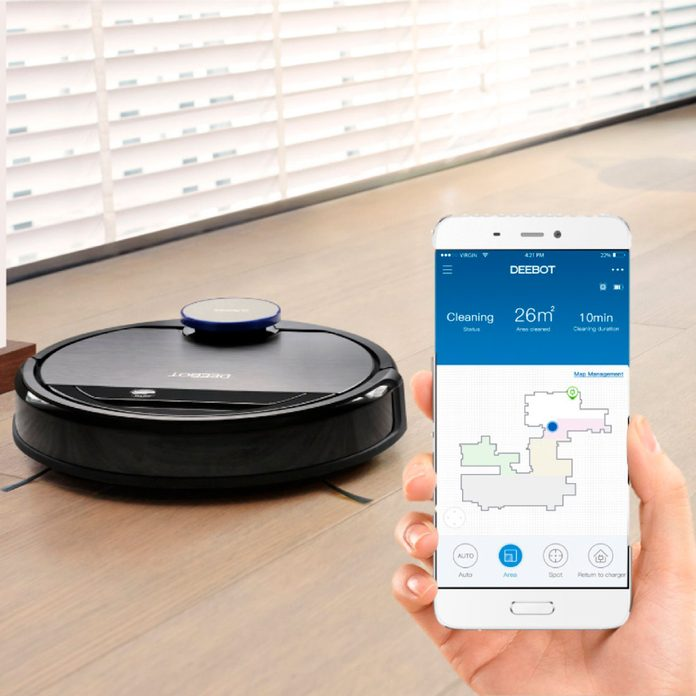 VIRGIN 4:21 PM 22%
DEEBOT
Cleaning 26m² 10min
Status Area cleaned Cleaning duration
Map Management
AUTO
Auto Area Spot Return to charger
DEEBOT